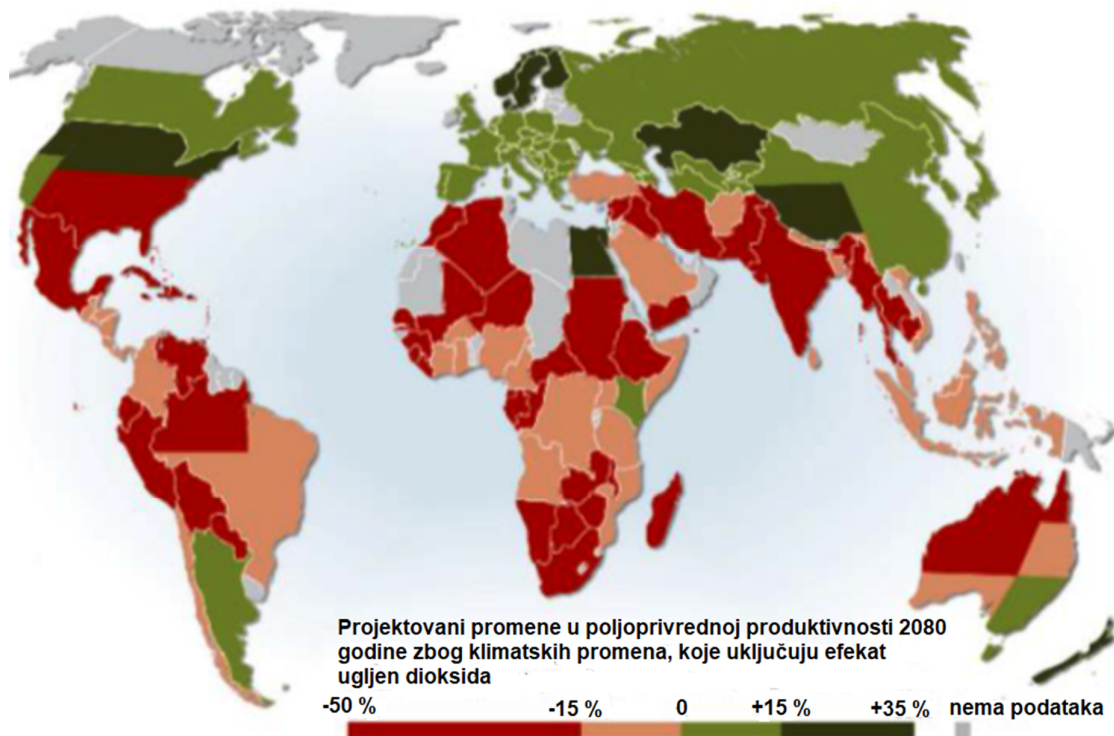 Projektovani promene u poljoprivrednoj produktivnosti 2080
godine zbog klimatskih promena, koje uključuju efekat
ugljen dioksida
-50 % -15 % 0 +15 % +35 % nema podataka